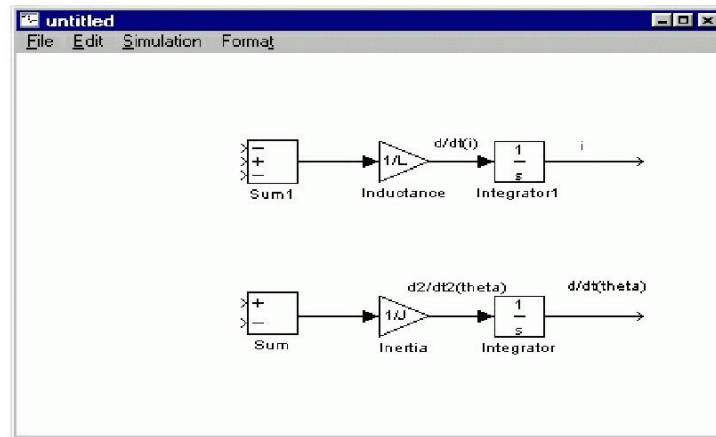 untitled
File Edit Simulation Format
d/dt(i)
i
1/L
1
s
Sum1
Inductance
Integrator1
d2/dt2(theta)
d/dt(theta)
1/J
1
s
Sum
Inertia
Integrator